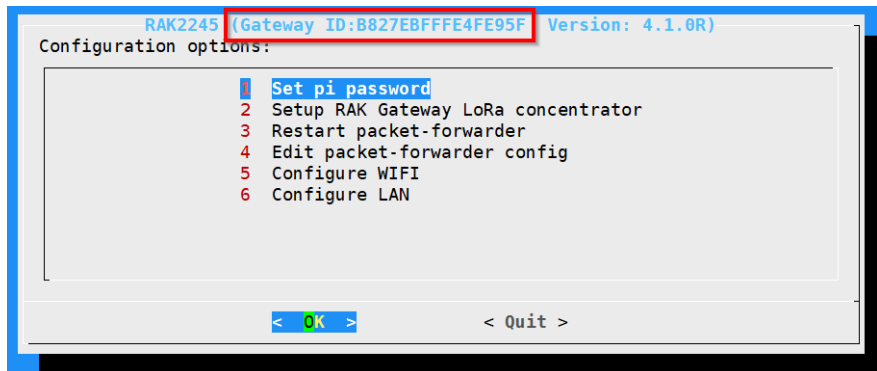 RAK2245 (Gateway ID:B827EBFFFE4FE95F Version: 4.1.0R)
Configuration options:
1 Set pi password
2 Setup RAK Gateway LoRa concentrator
3 Restart packet-forwarder
4 Edit packet-forwarder config
5 Configure WIFI
6 Configure LAN
< OK > < Quit >